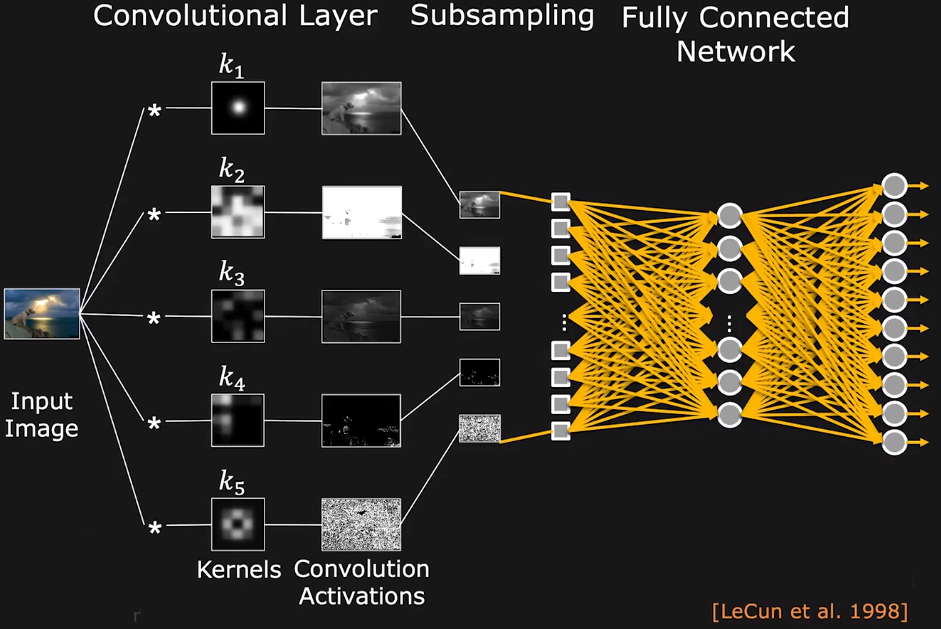 Convolutional Layer
Subsampling
Fully Connected
Network
k₁
*
k₂
*
k₃
*
k₄
*
k₅
*
Input
Image
Kernels
Convolution
Activations
r
[LeCun et al. 1998]